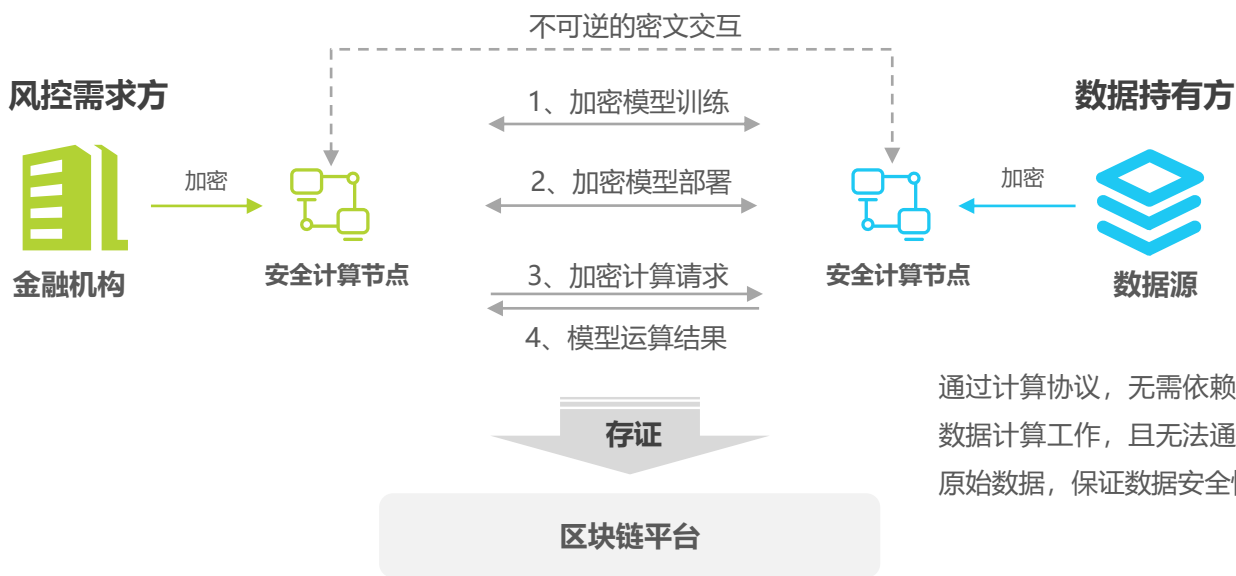 不可逆的密文交互
风控需求方
数据持有方
1、加密模型训练
加密
2、加密模型部署
加密
金融机构
安全计算节点
3、加密计算请求
安全计算节点
数据源
4、模型运算结果
通过计算协议，无需依赖
存证
数据计算工作，且无法通
原始数据，保证数据安全
区块链平台